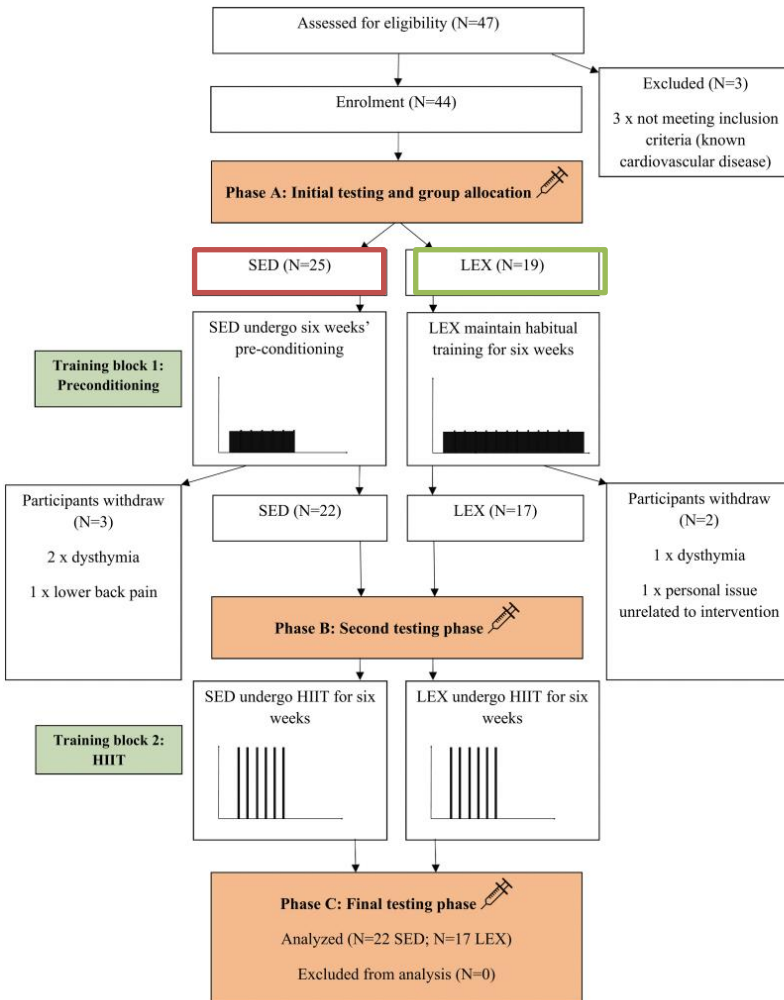 Assessed for eligibility (N=47)
Excluded (N=3)
3 x not meeting inclusion
criteria (known
cardiovascular disease)
Enrolment (N=44)
Phase A: Initial testing and group allocation
SED (N=25)
LEX (N=19)
SED undergo six weeks’
pre-conditioning
LEX maintain habitual
training for six weeks
Training block 1:
Preconditioning
Participants withdraw
(N=3)
2 x dysthymia
1 x lower back pain
SED (N=22)
LEX (N=17)
Participants withdraw
(N=2)
1 x dysthymia
1 x personal issue
unrelated to intervention
Phase B: Second testing phase
SED undergo HIIT for six
weeks
LEX undergo HIIT for six
weeks
Training block 2:
HIIT
Phase C: Final testing phase
Analyzed (N=22 SED; N=17 LEX)
Excluded from analysis (N=0)